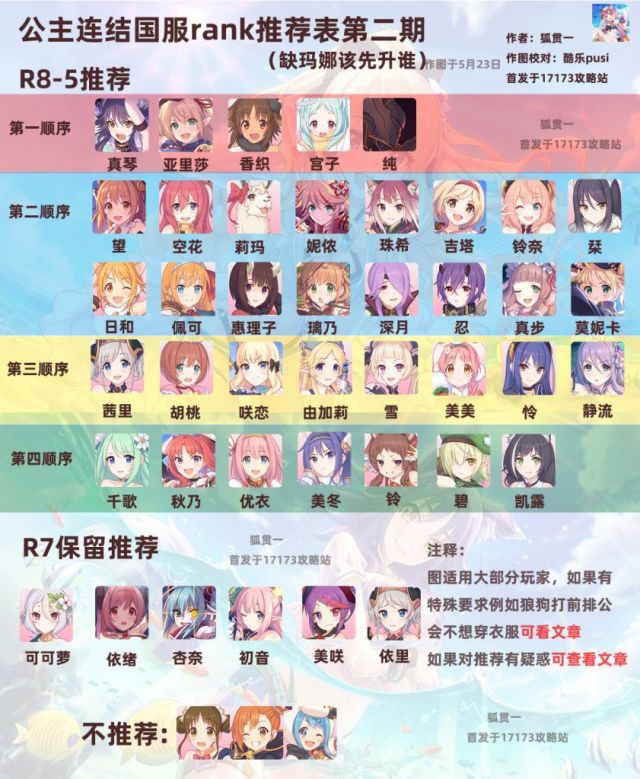 公主连结国服rank推荐表第二期
（缺玛娜该先升谁）
作图于5月23日
作者：狐贯一
作图校对：酷乐pusi
首发于17173攻略站
R8-5推荐
第一顺序
真琴 亚里莎 香织 宫子 纯
狐贯一
首发于17173攻略站
第二顺序
望 空花 莉玛 妮侬 珠希 吉塔 铃奈 栞
日和 佩可 惠理子 璃乃 深月 忍 真步 莫妮卡
第三顺序
茜里 胡桃 咲恋 由加莉 雪 美美 怜 静流
第四顺序
千歌 秋乃 优衣 美冬 铃 碧 凯露
R7保留推荐
狐贯一
首发于17173攻略站
可可萝 依绪 杏奈 初音 美咲 依里
注释：
图适用大部分玩家，如果有
特殊要求例如狼狗打前排公
会不想穿衣服可看文章
如果对推荐有疑惑可查看文章
不推荐：
狐贯一
首发于17173攻略站